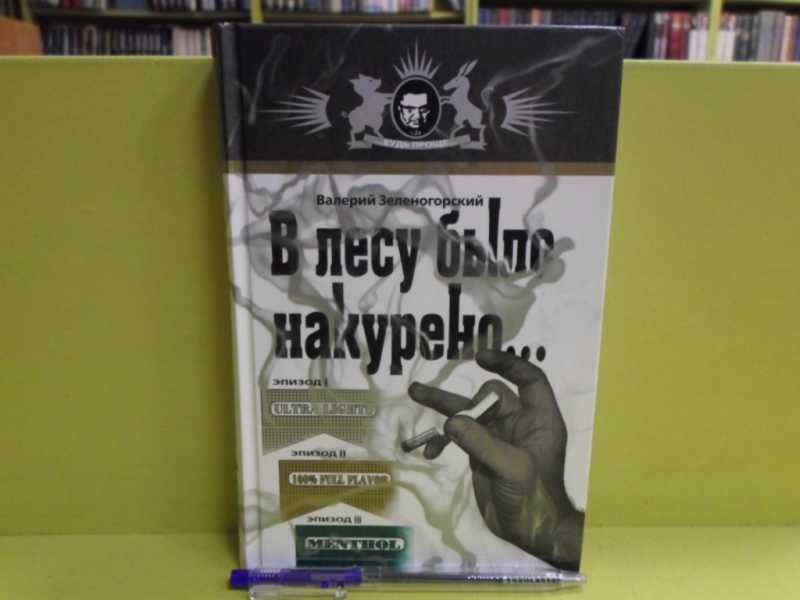 БУДЬ ПРОЩЕ
Валерий Зеленогорский
В лесу было
накурено...
эпизод I
ULTRA LIGHTS
эпизод II
100% FULL FLAVOR
эпизод III
MENTHOL